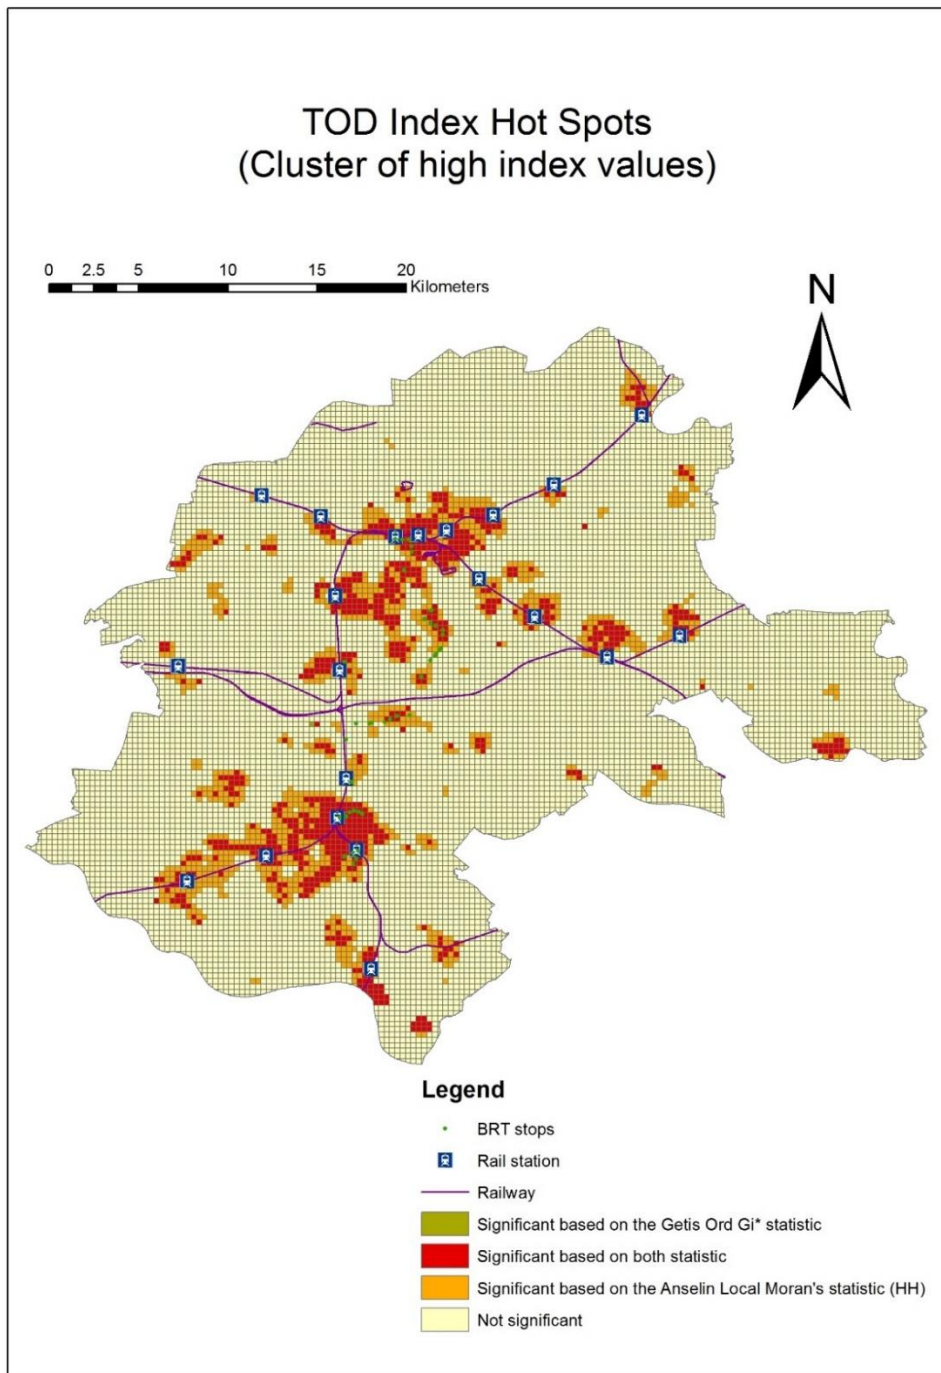 TOD Index Hot Spots
(Cluster of high index values)
0 2.5 5 10 15 20
Kilometers
N
Legend
BRT stops
Rail station
Railway
Significant based on the Getis Ord Gi* statistic
Significant based on both statistic
Significant based on the Anselin Local Moran's statistic (HH)
Not significant